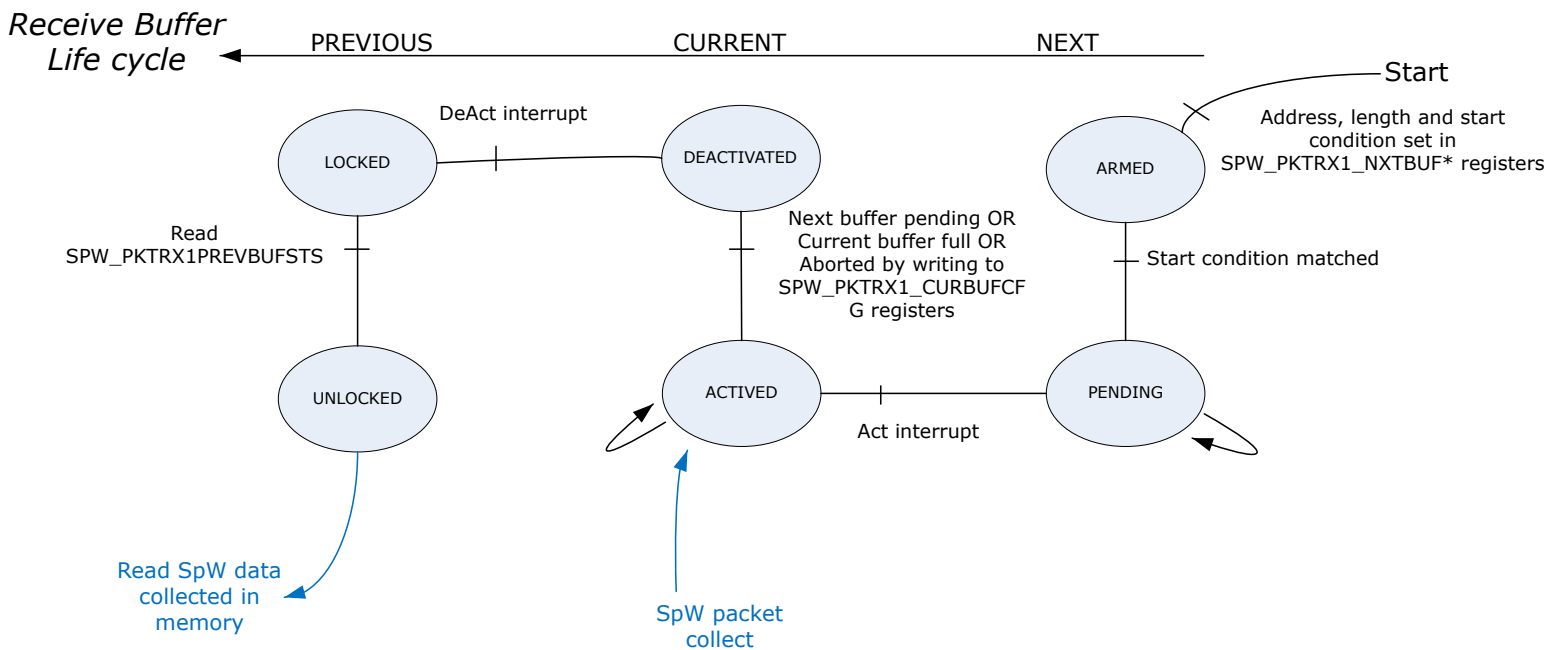 Receive Buffer
Life cycle
PREVIOUS
CURRENT
NEXT
Start
DeAct interrupt
Address, length and start
condition set in
SPW_PKTRX1_NXTBUF* registers
LOCKED
DEACTIVATED
ARMED
Read
SPW_PKTRX1PREVBUFSTS
Next buffer pending OR
Current buffer full OR
Aborted by writing to
SPW_PKTRX1_CURBUFCF
G registers
Start condition matched
UNLOCKED
ACTIVED
PENDING
Act interrupt
Read SpW data
collected in
memory
SpW packet
collect